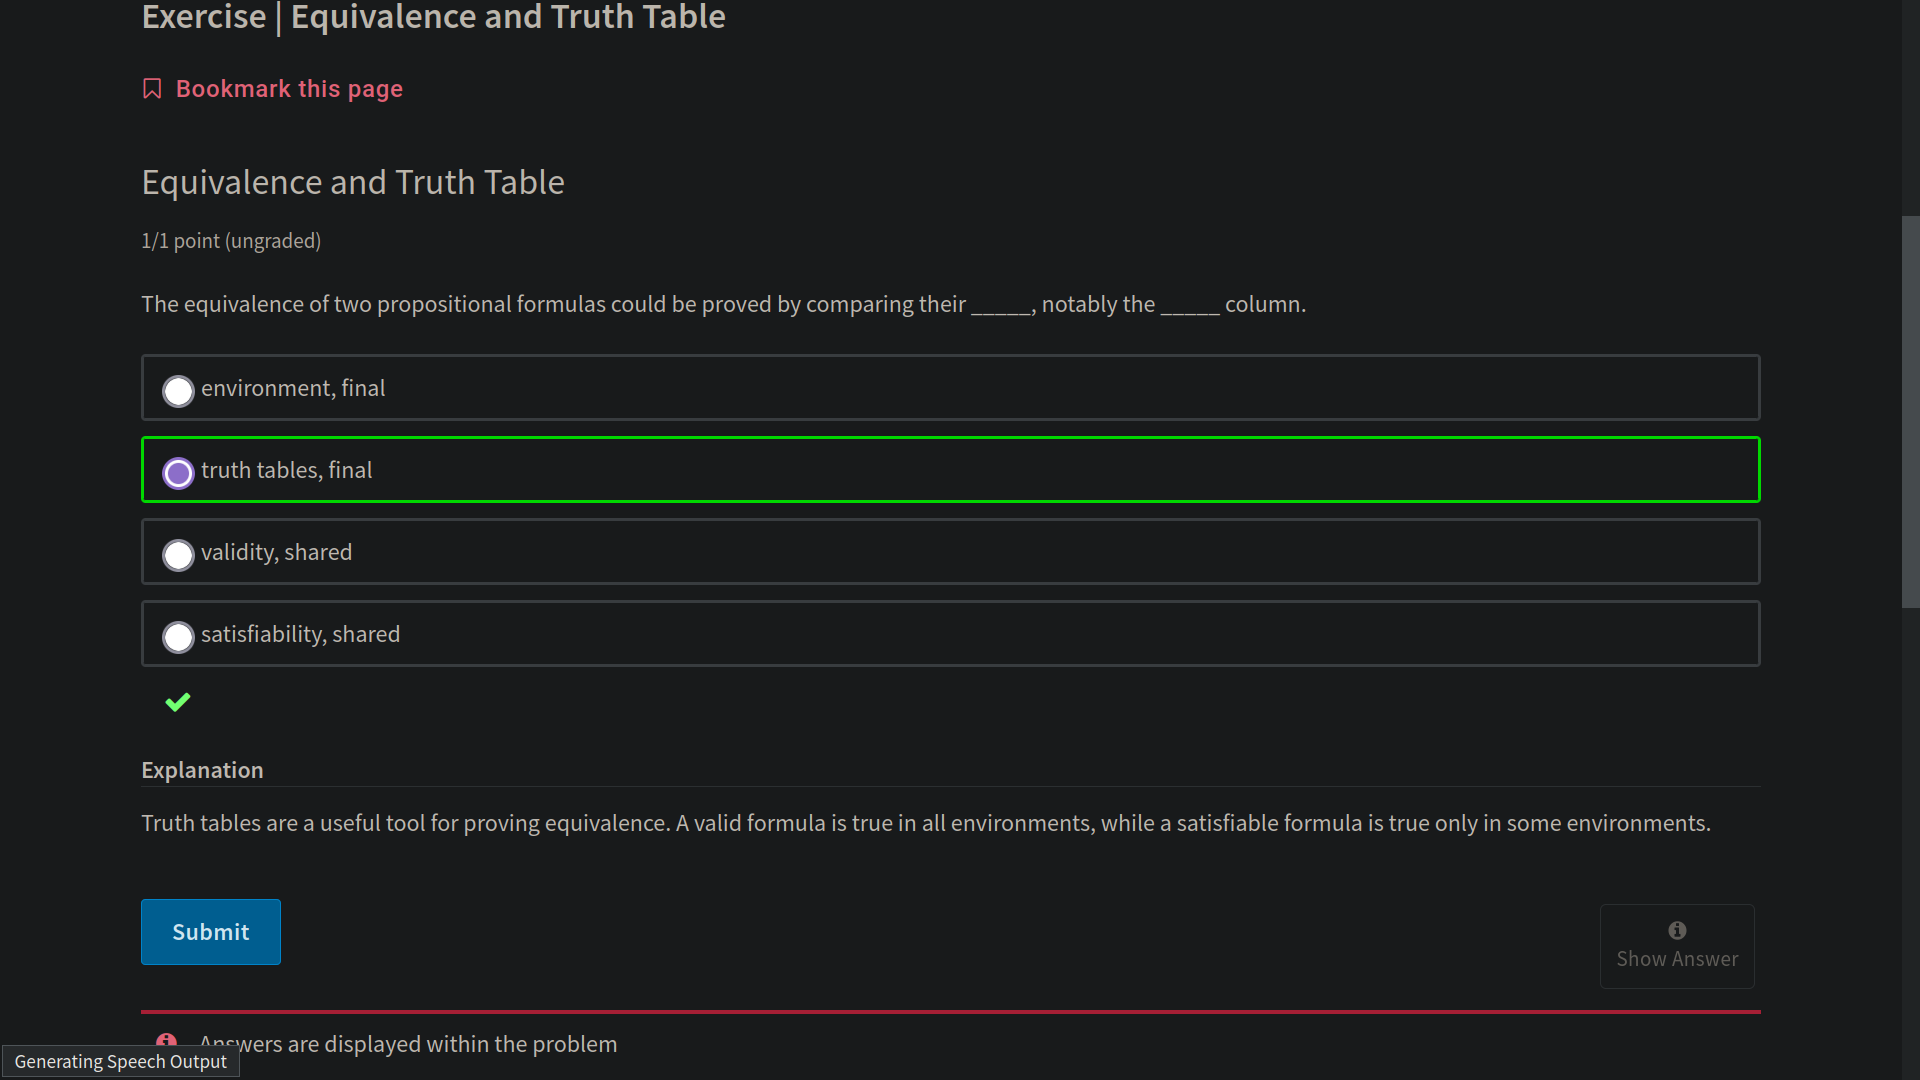 Exercise | Equivalence and Truth Table
Bookmark this page
Equivalence and Truth Table
1/1 point (ungraded)
The equivalence of two propositional formulas could be proved by comparing their _____, notably the _____ column.
environment, final
truth tables, final
validity, shared
satisfiability, shared
Explanation
Truth tables are a useful tool for proving equivalence. A valid formula is true in all environments, while a satisfiable formula is true only in some environments.
Submit
Show Answer
Answers are displayed within the problem
Generating Speech Output